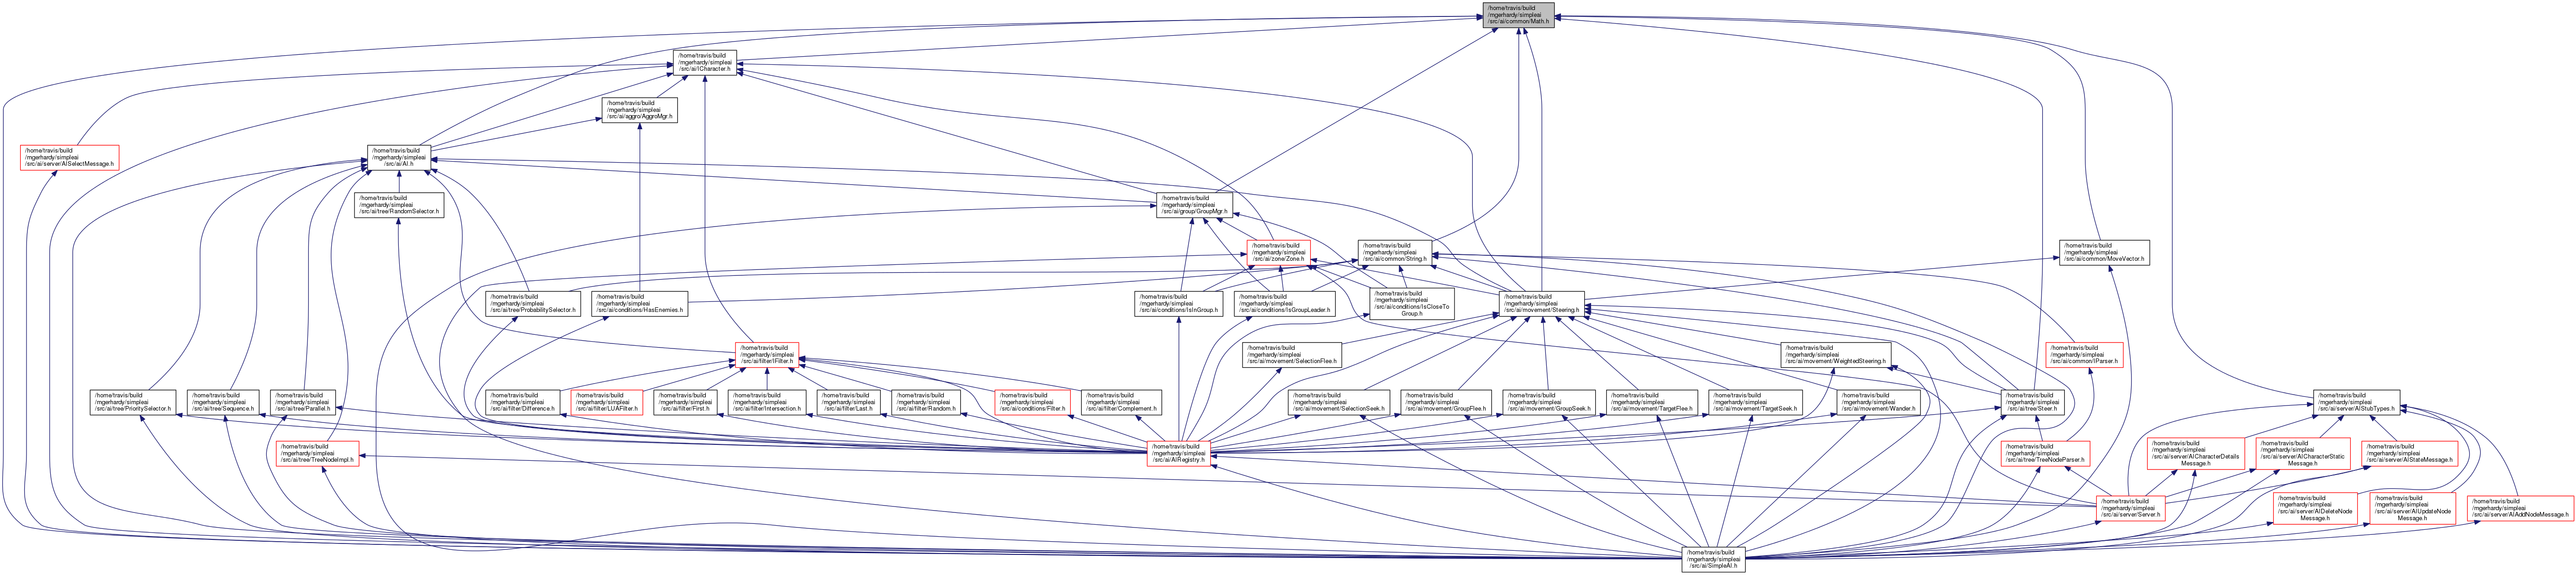 /home/travis/build
/mgerhardy/simpleai
/src/ai/common/Math.h
/home/travis/build
/mgerhardy/simpleai
/src/ai/ICharacter.h
/home/travis/build
/mgerhardy/simpleai
/src/ai/aggro/AggroMgr.h
/home/travis/build
/mgerhardy/simpleai
/src/ai/server/AISelectMessage.h
/home/travis/build
/mgerhardy/simpleai
/src/ai/AI.h
/home/travis/build
/mgerhardy/simpleai
/src/ai/tree/RandomSelector.h
/home/travis/build
/mgerhardy/simpleai
/src/ai/group/GroupMgr.h
/home/travis/build
/mgerhardy/simpleai
/src/ai/zone/Zone.h
/home/travis/build
/mgerhardy/simpleai
/src/ai/common/String.h
/home/travis/build
/mgerhardy/simpleai
/src/ai/common/MoveVector.h
/home/travis/build
/mgerhardy/simpleai
/src/ai/tree/ProbabilitySelector.h
/home/travis/build
/mgerhardy/simpleai
/src/ai/conditions/HasEnemies.h
/home/travis/build
/mgerhardy/simpleai
/src/ai/conditions/IsInGroup.h
/home/travis/build
/mgerhardy/simpleai
/src/ai/conditions/IsGroupLeader.h
/home/travis/build
/mgerhardy/simpleai
/src/ai/conditions/IsCloseTo
Group.h
/home/travis/build
/mgerhardy/simpleai
/src/ai/movement/Steering.h
/home/travis/build
/mgerhardy/simpleai
/src/ai/filter/IFilter.h
/home/travis/build
/mgerhardy/simpleai
/src/ai/movement/SelectionFlee.h
/home/travis/build
/mgerhardy/simpleai
/src/ai/movement/WeightedSteering.h
/home/travis/build
/mgerhardy/simpleai
/src/ai/common/IParser.h
/home/travis/build
/mgerhardy/simpleai
/src/ai/tree/PrioritySelector.h
/home/travis/build
/mgerhardy/simpleai
/src/ai/tree/Sequence.h
/home/travis/build
/mgerhardy/simpleai
/src/ai/tree/Parallel.h
/home/travis/build
/mgerhardy/simpleai
/src/ai/filter/Difference.h
/home/travis/build
/mgerhardy/simpleai
/src/ai/filter/LUAFilter.h
/home/travis/build
/mgerhardy/simpleai
/src/ai/filter/First.h
/home/travis/build
/mgerhardy/simpleai
/src/ai/filter/Intersection.h
/home/travis/build
/mgerhardy/simpleai
/src/ai/filter/Last.h
/home/travis/build
/mgerhardy/simpleai
/src/ai/filter/Random.h
/home/travis/build
/mgerhardy/simpleai
/src/ai/conditions/Filter.h
/home/travis/build
/mgerhardy/simpleai
/src/ai/filter/Complement.h
/home/travis/build
/mgerhardy/simpleai
/src/ai/movement/SelectionSeek.h
/home/travis/build
/mgerhardy/simpleai
/src/ai/movement/GroupFlee.h
/home/travis/build
/mgerhardy/simpleai
/src/ai/movement/GroupSeek.h
/home/travis/build
/mgerhardy/simpleai
/src/ai/movement/TargetFlee.h
/home/travis/build
/mgerhardy/simpleai
/src/ai/movement/TargetSeek.h
/home/travis/build
/mgerhardy/simpleai
/src/ai/movement/Wander.h
/home/travis/build
/mgerhardy/simpleai
/src/ai/tree/Steer.h
/home/travis/build
/mgerhardy/simpleai
/src/ai/server/AIStubTypes.h
/home/travis/build
/mgerhardy/simpleai
/src/ai/tree/TreeNodeImpl.h
/home/travis/build
/mgerhardy/simpleai
/src/ai/AIRegistry.h
/home/travis/build
/mgerhardy/simpleai
/src/ai/tree/TreeNodeParser.h
/home/travis/build
/mgerhardy/simpleai
/src/ai/server/AICharacterDetails
Message.h
/home/travis/build
/mgerhardy/simpleai
/src/ai/server/AICharacterStatic
Message.h
/home/travis/build
/mgerhardy/simpleai
/src/ai/server/AIStateMessage.h
/home/travis/build
/mgerhardy/simpleai
/src/ai/server/Server.h
/home/travis/build
/mgerhardy/simpleai
/src/ai/server/AIDeleteNode
Message.h
/home/travis/build
/mgerhardy/simpleai
/src/ai/server/AIUpdateNode
Message.h
/home/travis/build
/mgerhardy/simpleai
/src/ai/server/AIAddNodeMessage.h
/home/travis/build
/mgerhardy/simpleai
/src/ai/SimpleAI.h